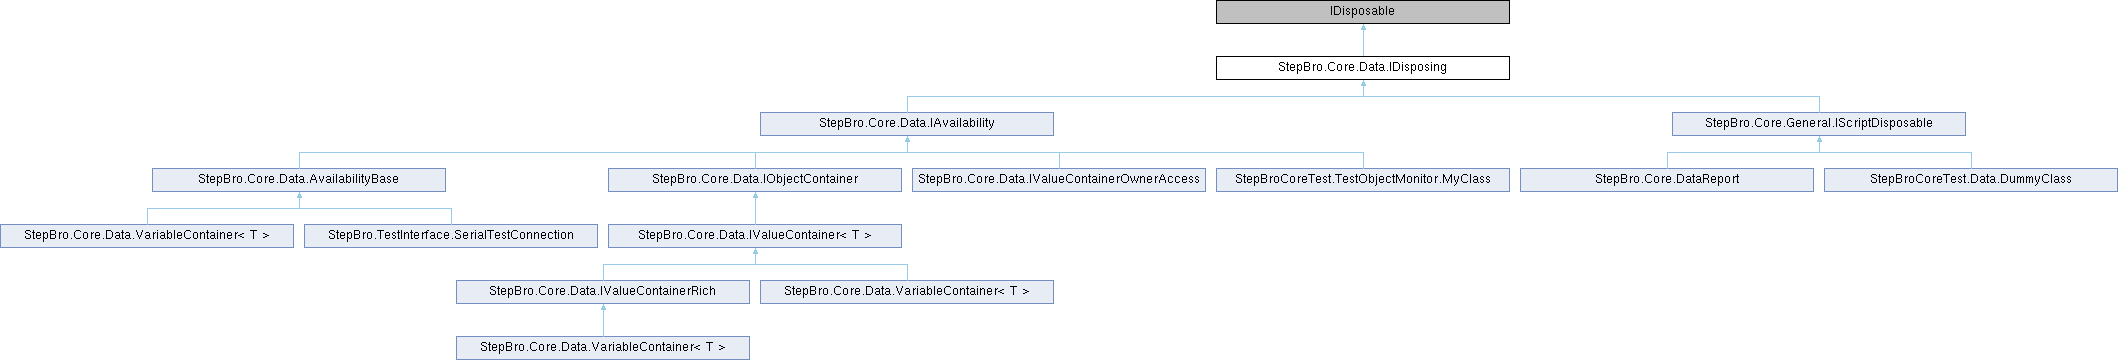 IDisposable
StepBro.Core.Data.IDisposing
StepBro.Core.Data.IAvailability
StepBro.Core.General.IScriptDisposable
StepBro.Core.Data.AvailabilityBase
StepBro.Core.Data.IObjectContainer
StepBro.Core.Data.IValueContainerOwnerAccess
StepBroCoreTest.TestObjectMonitor.MyClass
StepBro.Core.DataReport
StepBroCoreTest.Data.DummyClass
StepBro.Core.Data.VariableContainer< T >
StepBro.TestInterface.SerialTestConnection
StepBro.Core.Data.IValueContainer< T >
StepBro.Core.Data.IValueContainerRich
StepBro.Core.Data.VariableContainer< T >
StepBro.Core.Data.VariableContainer< T >